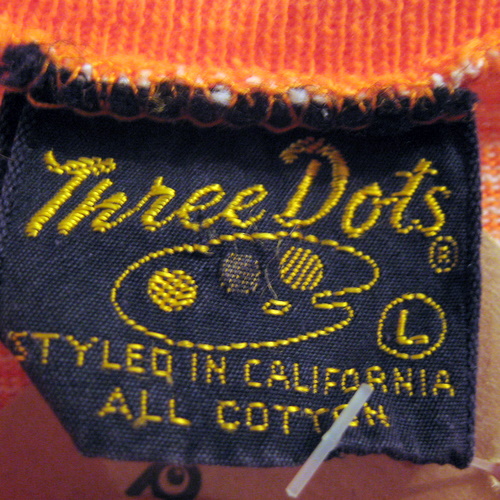 Three Dots
®
L
STYLED IN CALIFORNIA
ALL COTTON